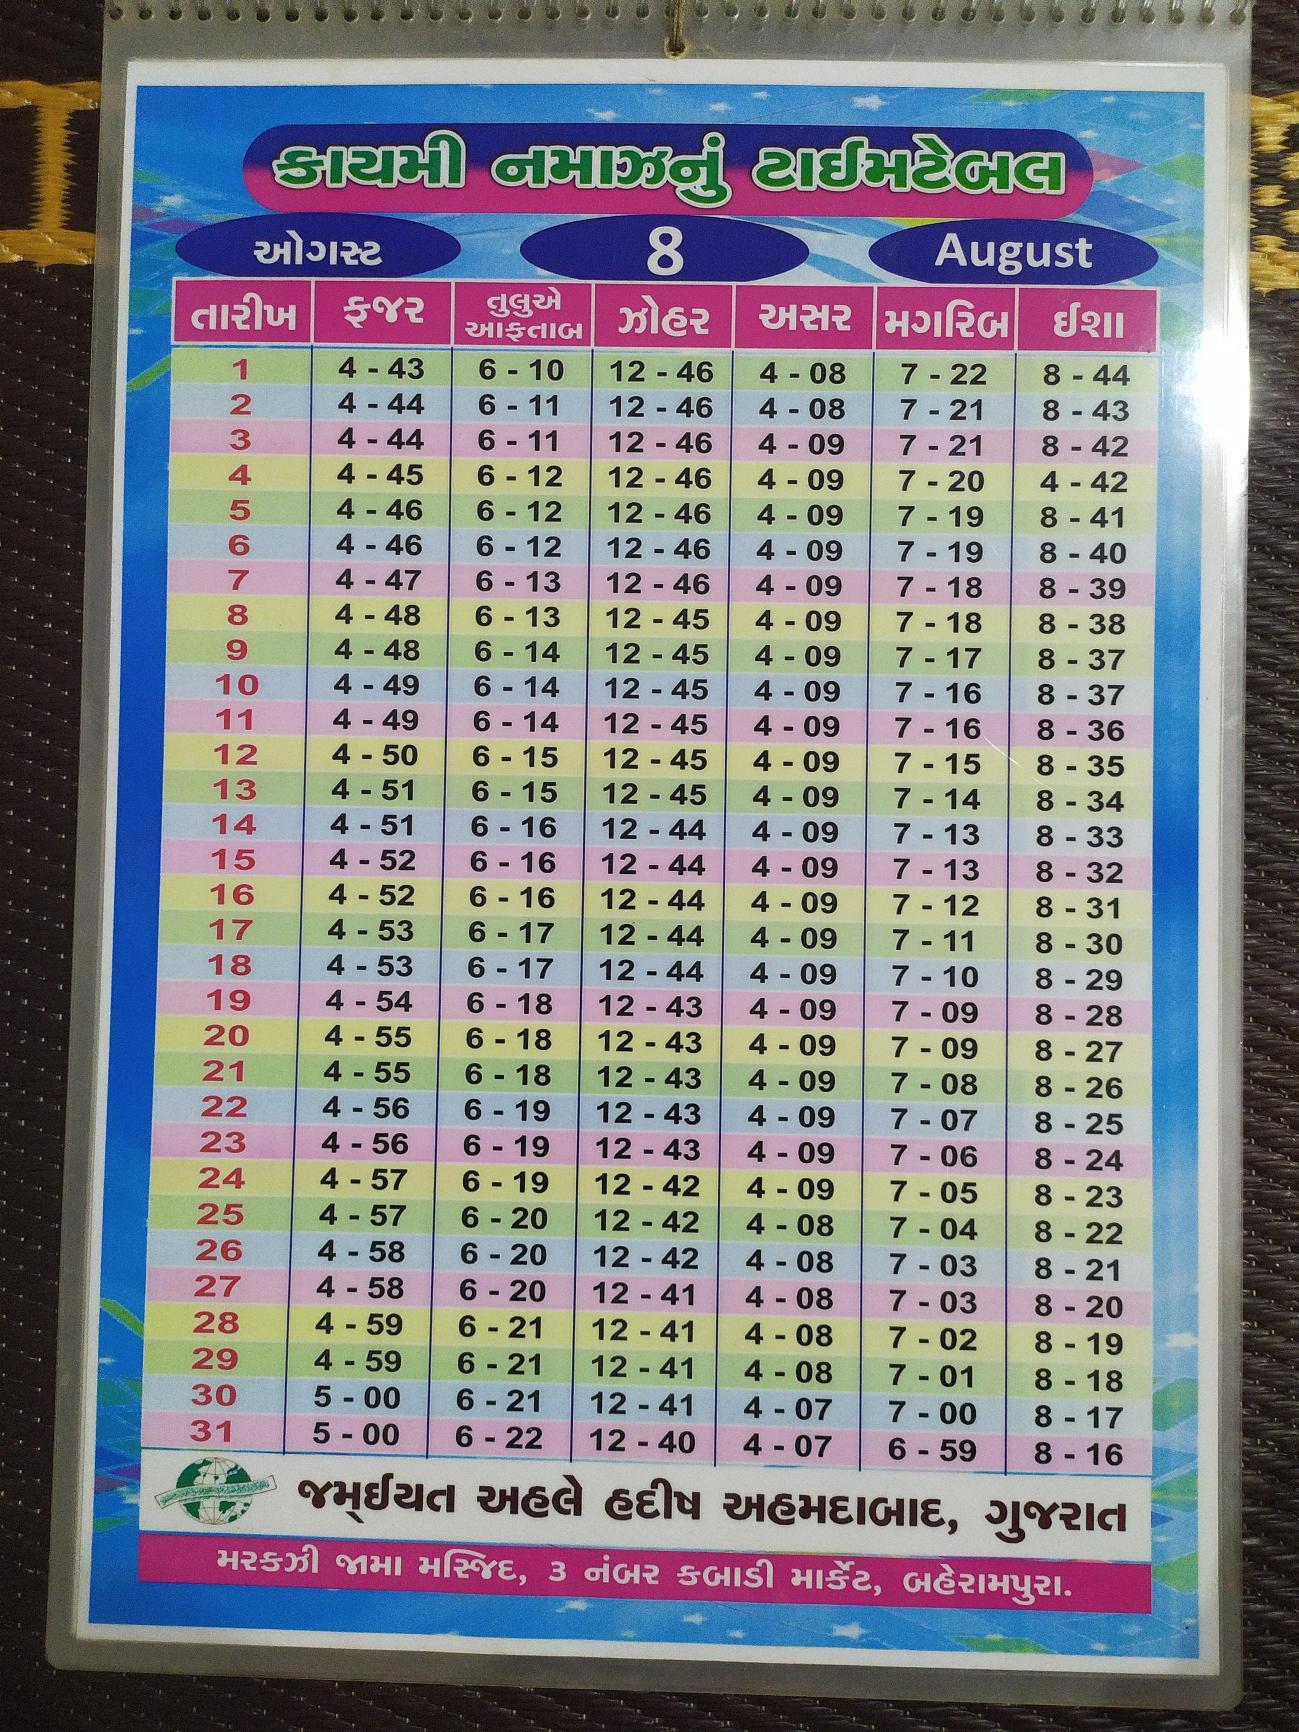 કાયમી નમાઝનું ટાઈમટેબલ
ઓગસ્ટ 8 August
તારીખ ફજર તુલુએ આફતાબ ઝોહર અસર મગરિબ ઈશા
1 4 - 43 6 - 10 12 - 46 4 - 08 7 - 22 8 - 44
2 4 - 44 6 - 11 12 - 46 4 - 08 7 - 21 8 - 43
3 4 - 44 6 - 11 12 - 46 4 - 09 7 - 21 8 - 42
4 4 - 45 6 - 12 12 - 46 4 - 09 7 - 20 4 - 42
5 4 - 46 6 - 12 12 - 46 4 - 09 7 - 19 8 - 41
6 4 - 46 6 - 12 12 - 46 4 - 09 7 - 19 8 - 40
7 4 - 47 6 - 13 12 - 46 4 - 09 7 - 18 8 - 39
8 4 - 48 6 - 13 12 - 45 4 - 09 7 - 18 8 - 38
9 4 - 48 6 - 14 12 - 45 4 - 09 7 - 17 8 - 37
10 4 - 49 6 - 14 12 - 45 4 - 09 7 - 16 8 - 37
11 4 - 49 6 - 14 12 - 45 4 - 09 7 - 16 8 - 36
12 4 - 50 6 - 15 12 - 45 4 - 09 7 - 15 8 - 35
13 4 - 51 6 - 15 12 - 45 4 - 09 7 - 14 8 - 34
14 4 - 51 6 - 16 12 - 44 4 - 09 7 - 13 8 - 33
15 4 - 52 6 - 16 12 - 44 4 - 09 7 - 13 8 - 32
16 4 - 52 6 - 16 12 - 44 4 - 09 7 - 12 8 - 31
17 4 - 53 6 - 17 12 - 44 4 - 09 7 - 11 8 - 30
18 4 - 53 6 - 17 12 - 44 4 - 09 7 - 10 8 - 29
19 4 - 54 6 - 18 12 - 43 4 - 09 7 - 09 8 - 28
20 4 - 55 6 - 18 12 - 43 4 - 09 7 - 09 8 - 27
21 4 - 55 6 - 18 12 - 43 4 - 09 7 - 08 8 - 26
22 4 - 56 6 - 19 12 - 43 4 - 09 7 - 07 8 - 25
23 4 - 56 6 - 19 12 - 43 4 - 09 7 - 06 8 - 24
24 4 - 57 6 - 19 12 - 42 4 - 09 7 - 05 8 - 23
25 4 - 57 6 - 20 12 - 42 4 - 08 7 - 04 8 - 22
26 4 - 58 6 - 20 12 - 42 4 - 08 7 - 03 8 - 21
27 4 - 58 6 - 20 12 - 41 4 - 08 7 - 03 8 - 20
28 4 - 59 6 - 21 12 - 41 4 - 08 7 - 02 8 - 19
29 4 - 59 6 - 21 12 - 41 4 - 08 7 - 01 8 - 18
30 5 - 00 6 - 21 12 - 41 4 - 07 7 - 00 8 - 17
31 5 - 00 6 - 22 12 - 40 4 - 07 6 - 59 8 - 16
જમ્ઈયત અહલે હદીષ અહમદાબાદ, ગુજરાત
મરકઝી જામા મસ્જિદ, ૩ નંબર કબાડી માર્કેટ, બહેરામપુરા.